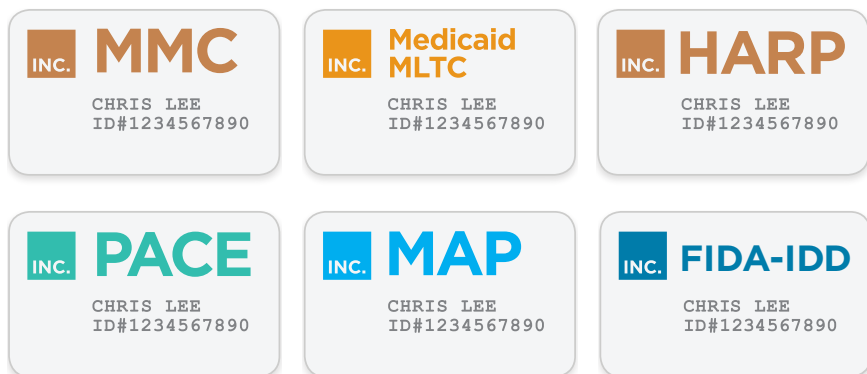 INC. MMC
CHRIS LEE
ID#1234567890
INC. Medicaid
MLTC
CHRIS LEE
ID#1234567890
INC. HARP
CHRIS LEE
ID#1234567890
INC. PACE
CHRIS LEE
ID#1234567890
INC. MAP
CHRIS LEE
ID#1234567890
INC. FIDA-IDD
CHRIS LEE
ID#1234567890